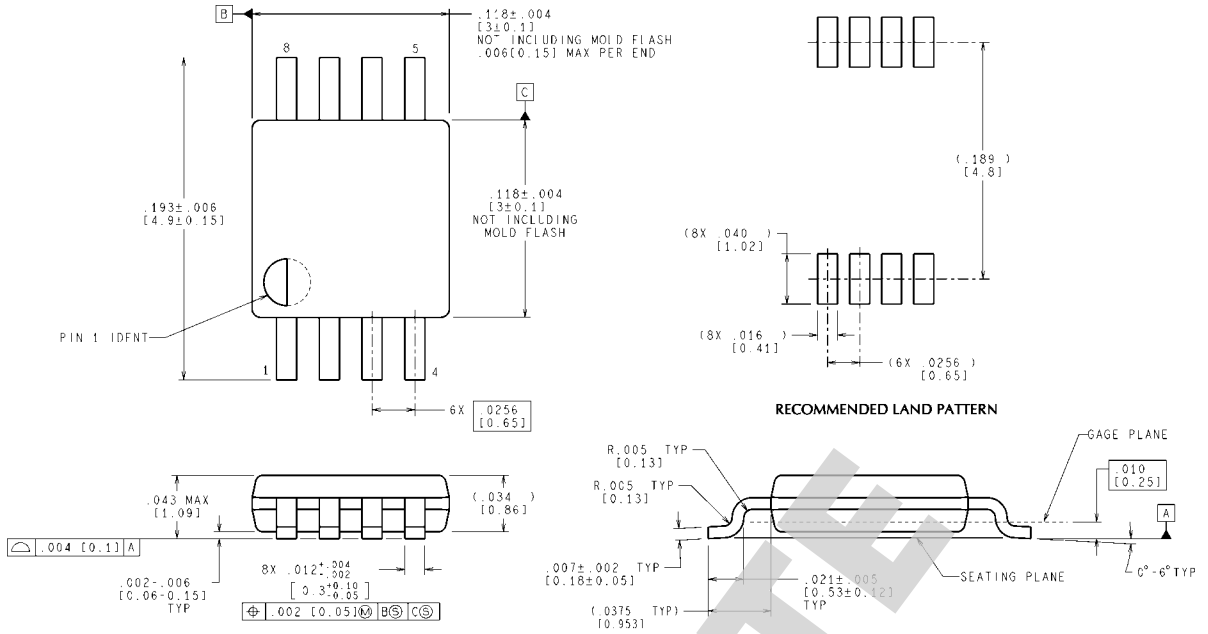 B
.118±.004
[3±0.1]
NOT INCLUDING MOLD FLASH
.006[0.15] MAX PER END
8
5
C
.193±.006
[4.9±0.15]
.118±.004
[3±0.1]
NOT INCLUDING
MOLD FLASH
PIN 1 IDENT
1
4
6X .0256
[0.65]
(.189 )
[4.8]
(8X .040 )
[1.02]
(8X .016 )
[0.41]
(6X .0256 )
[0.65]
RECOMMENDED LAND PATTERN
.043 MAX
[1.09]
(.034 )
[0.86]
⌓ .004 [0.1] A
.002-.006
[0.06-0.15]
TYP
8X .012 +.004 -.002
[ 0.3 +0.10 -0.05 ]
⌖ .002 [0.05]Ⓜ BⓈ CⓈ
R.005 TYP
[0.13]
R.005 TYP
[0.13]
GAGE PLANE
.010
[0.25]
A
.007±.002 TYP
[0.18±0.05]
.021±.005
[0.53±0.12]
TYP
SEATING PLANE
0°-6° TYP
(.0375 TYP)
[0.953]
TE